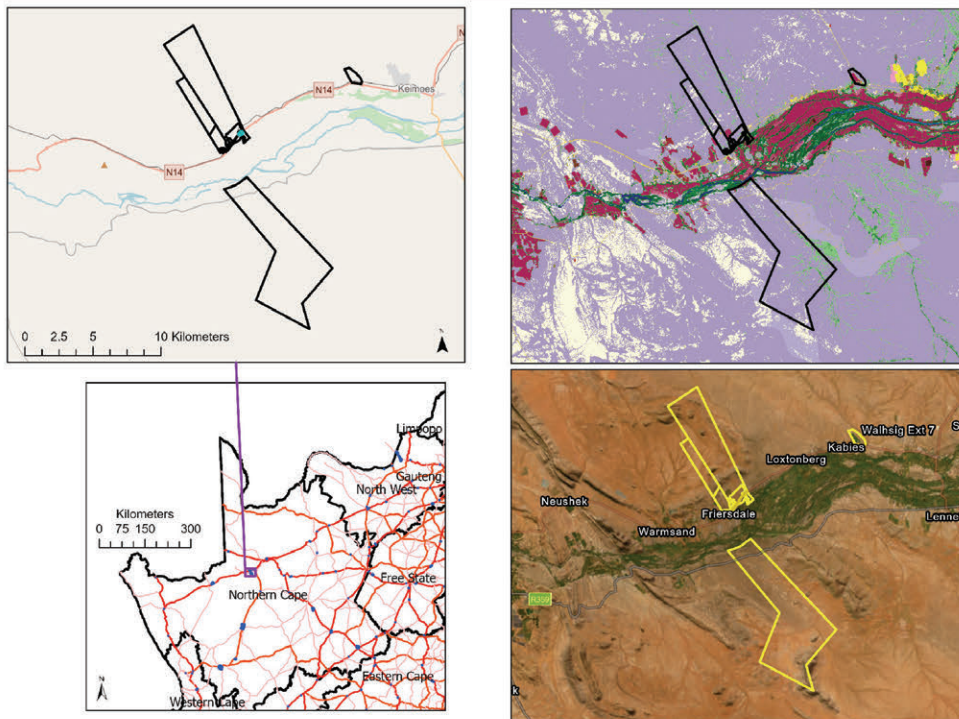 N14
Keimoes
N14
0 2.5 5 10 Kilometers
Limpopo
Gauteng
North West
Kilometers
0 75 150 300
Free State
Northern Cape
Eastern Cape
Western Cape
Walhsig Ext 7
Kabies
Loxtonberg
Neushek
Friersdale
Warmsand
Lenne
R359